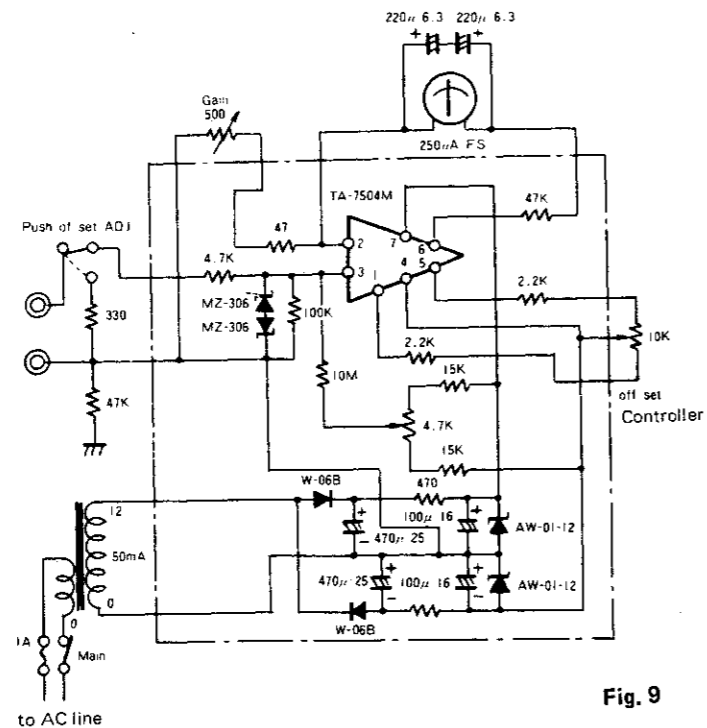 220μ 6.3 220μ 6.3
+ +
Gain
500
250μA FS
TA-7504M
Push of set ADJ
47
2
7
6
47K
4.7K
3
4
5
1
2.2K
MZ-306
MZ-306
100K
330
2.2K
10K
10M
15K
off set
Controller
47K
4.7K
15K
W-06B
470
12
+
100μ 16
+
AW-01-12
50mA
-
470μ 25
470μ 25
+
100μ 16
+
AW-01-12
-
0
0
W-06B
1A
Main
to AC line
Fig. 9